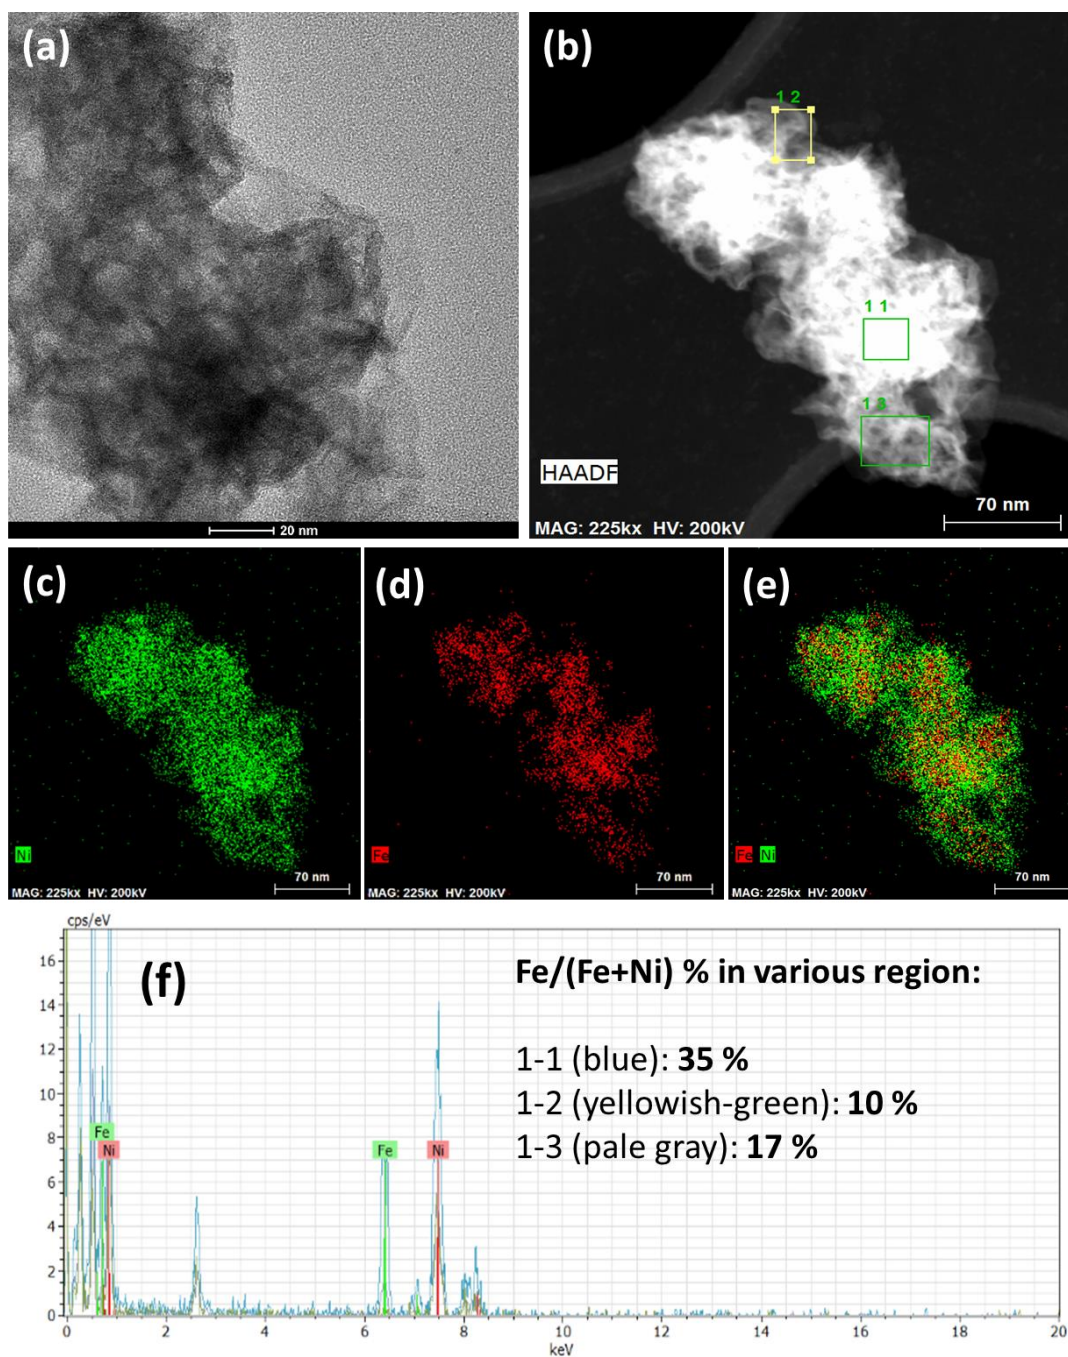 (a)
20 nm
(b)
1 2
1 1
1 3
HAADF
MAG: 225kx HV: 200kV
70 nm
(c)
Ni
MAG: 225kx HV: 200kV
70 nm
(d)
Fe
MAG: 225kx HV: 200kV
70 nm
(e)
Fe Ni
MAG: 225kx HV: 200kV
70 nm
cps/eV
(f)
Fe/(Fe+Ni) % in various region:
1-1 (blue): 35 %
1-2 (yellowish-green): 10 %
1-3 (pale gray): 17 %
16
14
12
10
8
6
4
2
0
Fe
Ni
Fe
Ni
0 2 4 6 8 10 12 14 16 18 20
keV